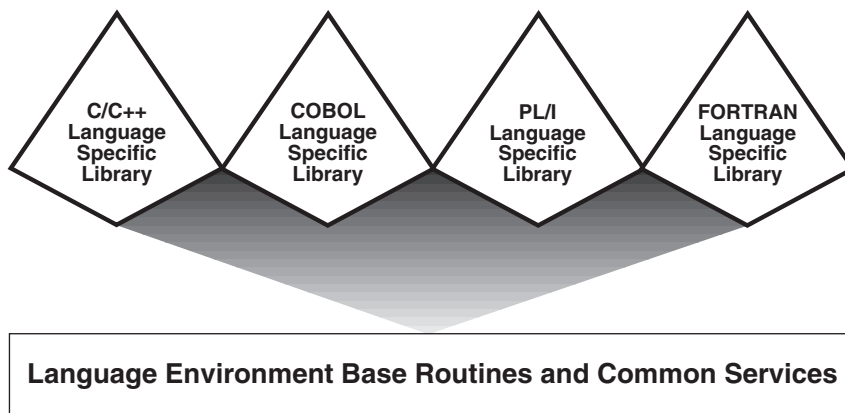 C/C++
Language
Specific
Library
COBOL
Language
Specific
Library
PL/I
Language
Specific
Library
FORTRAN
Language
Specific
Library
Language Environment Base Routines and Common Services